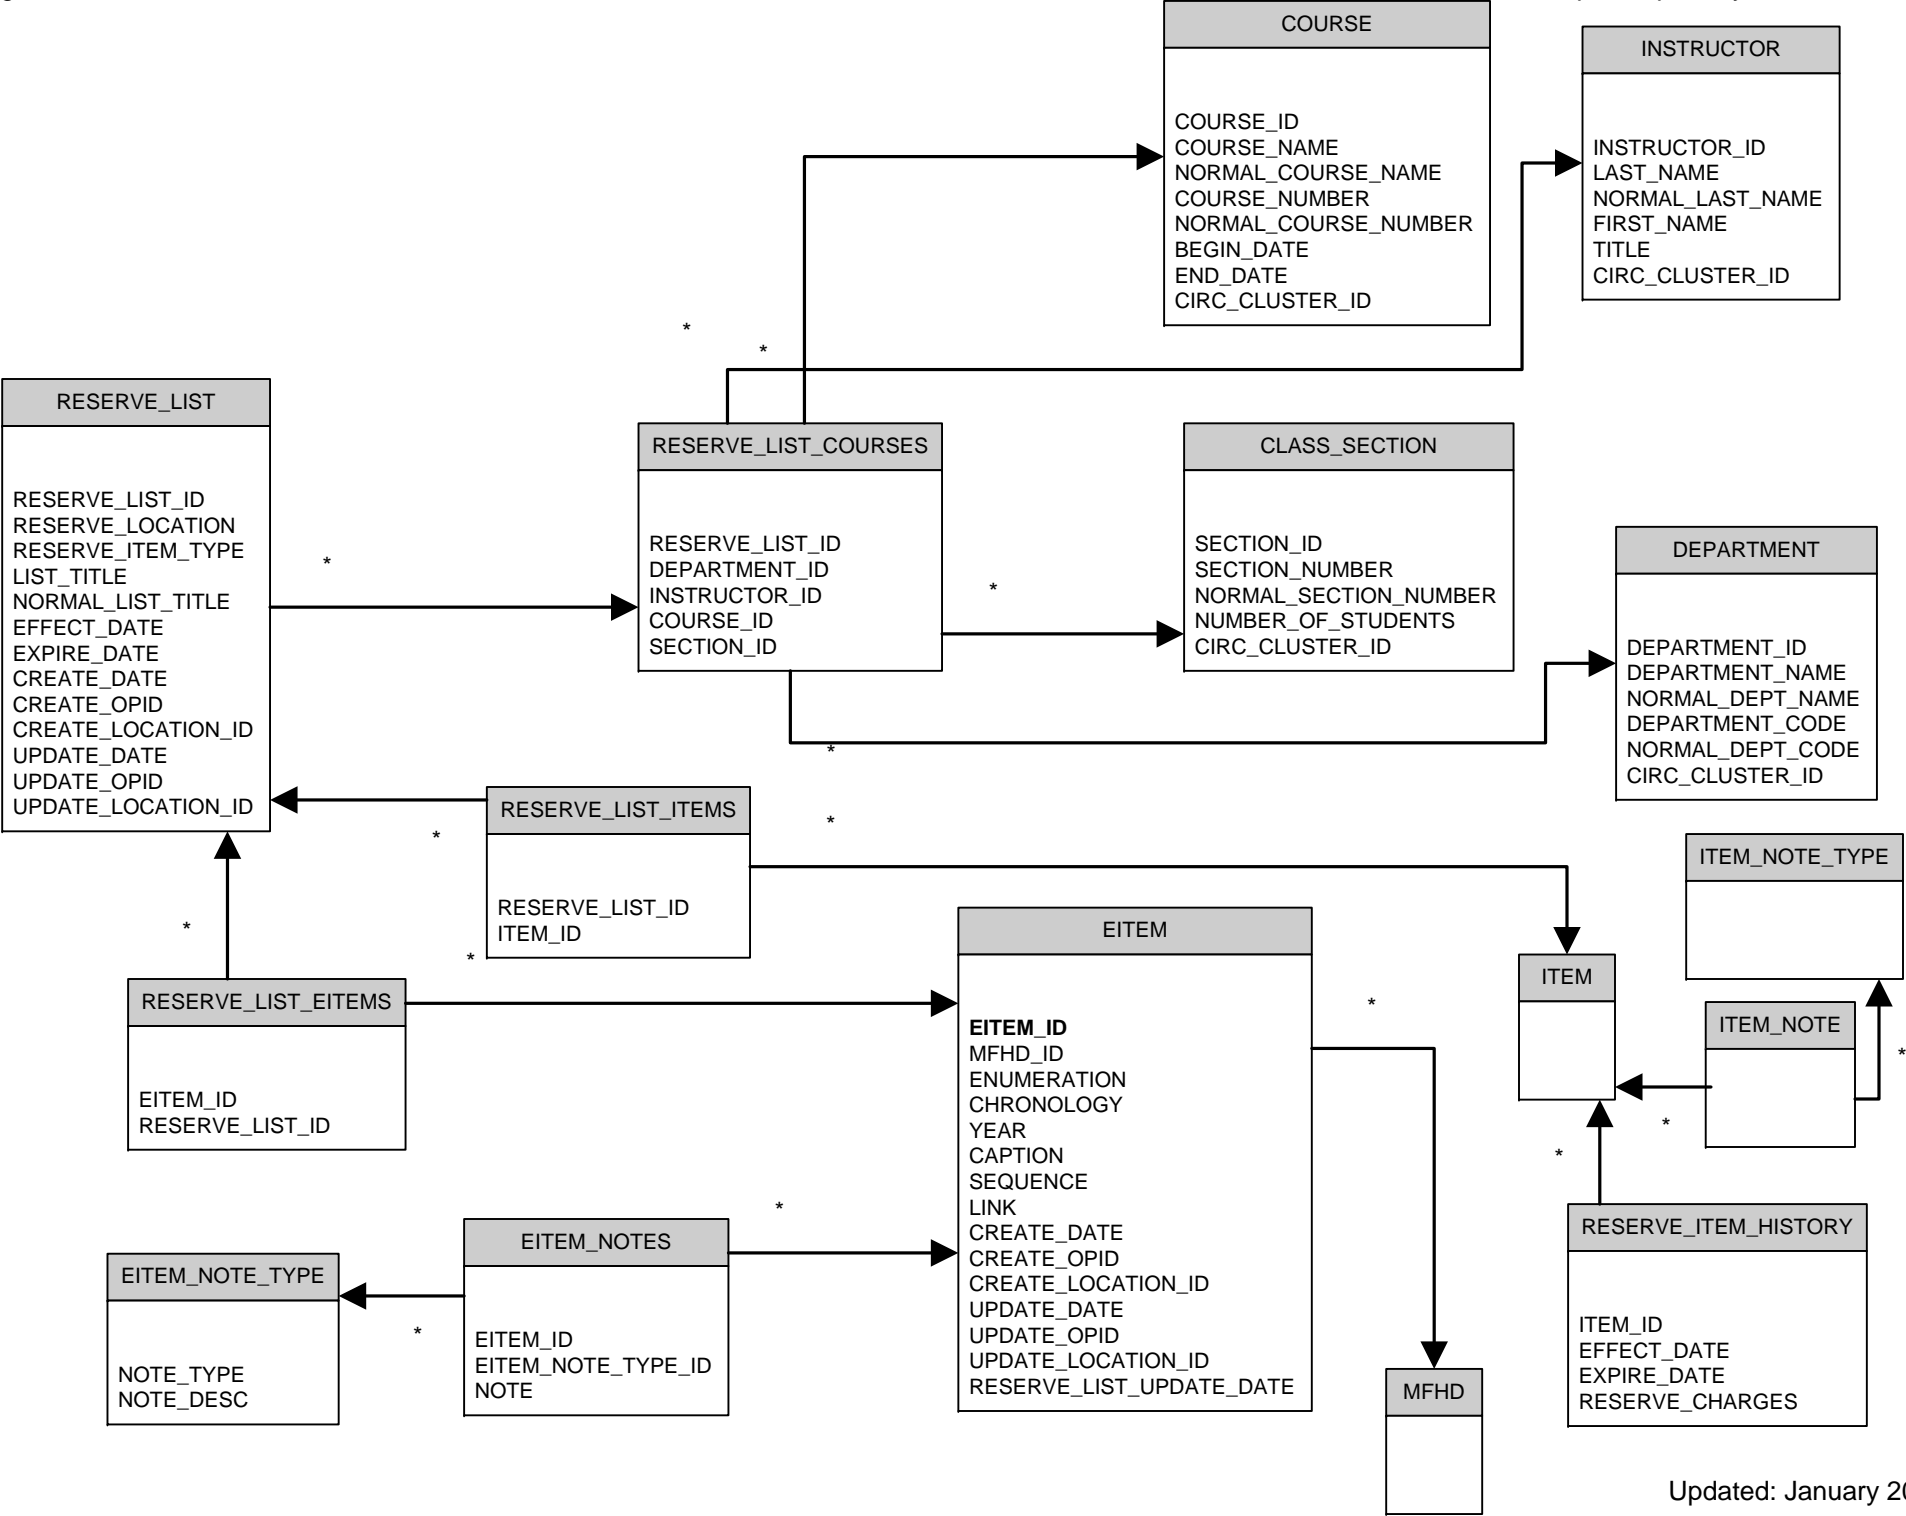 COURSE
COURSE_ID
COURSE_NAME
NORMAL_COURSE_NAME
COURSE_NUMBER
NORMAL_COURSE_NUMBER
BEGIN_DATE
END_DATE
CIRC_CLUSTER_ID
INSTRUCTOR
INSTRUCTOR_ID
LAST_NAME
NORMAL_LAST_NAME
FIRST_NAME
TITLE
CIRC_CLUSTER_ID
*
*
RESERVE_LIST
RESERVE_LIST_ID
RESERVE_LOCATION
RESERVE_ITEM_TYPE
LIST_TITLE
NORMAL_LIST_TITLE
EFFECT_DATE
EXPIRE_DATE
CREATE_DATE
CREATE_OPID
CREATE_LOCATION_ID
UPDATE_DATE
UPDATE_OPID
UPDATE_LOCATION_ID
*
RESERVE_LIST_COURSES
RESERVE_LIST_ID
DEPARTMENT_ID
INSTRUCTOR_ID
COURSE_ID
SECTION_ID
*
CLASS_SECTION
SECTION_ID
SECTION_NUMBER
NORMAL_SECTION_NUMBER
NUMBER_OF_STUDENTS
CIRC_CLUSTER_ID
DEPARTMENT
DEPARTMENT_ID
DEPARTMENT_NAME
NORMAL_DEPT_NAME
DEPARTMENT_CODE
NORMAL_DEPT_CODE
CIRC_CLUSTER_ID
*
*
RESERVE_LIST_ITEMS
RESERVE_LIST_ID
ITEM_ID
*
*
*
RESERVE_LIST_EITEMS
EITEM_ID
RESERVE_LIST_ID
EITEM
EITEM_ID
MFHD_ID
ENUMERATION
CHRONOLOGY
YEAR
CAPTION
SEQUENCE
LINK
CREATE_DATE
CREATE_OPID
CREATE_LOCATION_ID
UPDATE_DATE
UPDATE_OPID
UPDATE_LOCATION_ID
RESERVE_LIST_UPDATE_DATE
*
ITEM
ITEM_NOTE_TYPE
ITEM_NOTE
*
*
*
RESERVE_ITEM_HISTORY
ITEM_ID
EFFECT_DATE
EXPIRE_DATE
RESERVE_CHARGES
*
EITEM_NOTES
EITEM_ID
EITEM_NOTE_TYPE_ID
NOTE
*
EITEM_NOTE_TYPE
NOTE_TYPE
NOTE_DESC
MFHD
Updated: January